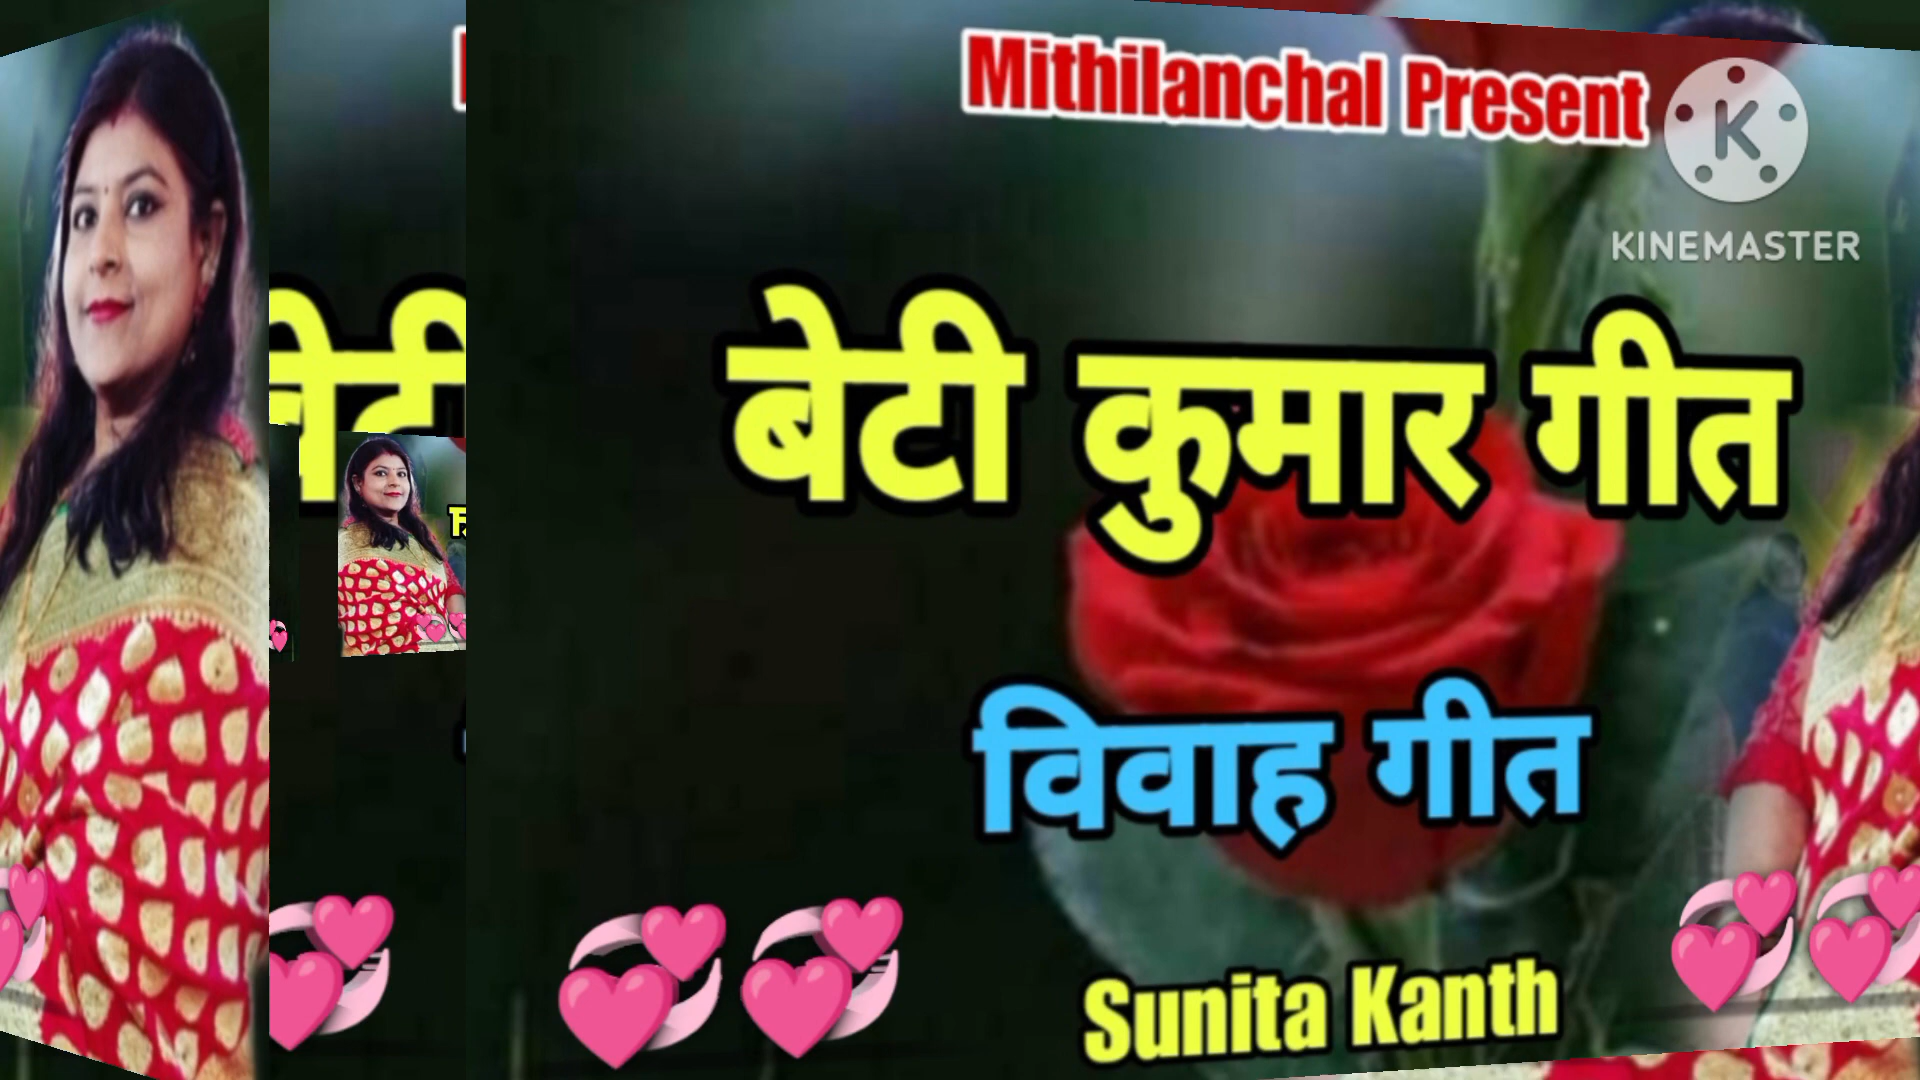 Mithilanchal Present
K
KINEMASTER
बेटी कुमार गीत
विवाह गीत
Sunita Kanth